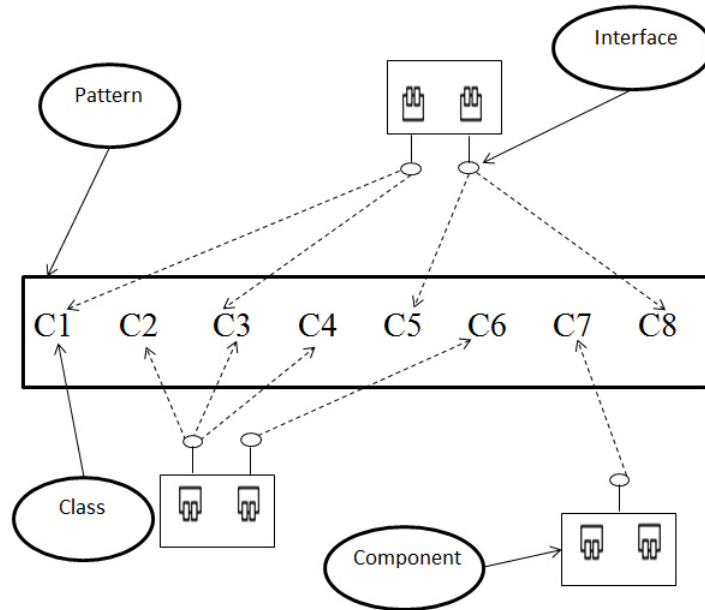 Interface
Pattern
C1 C2 C3 C4 C5 C6 C7 C8
Class
Component